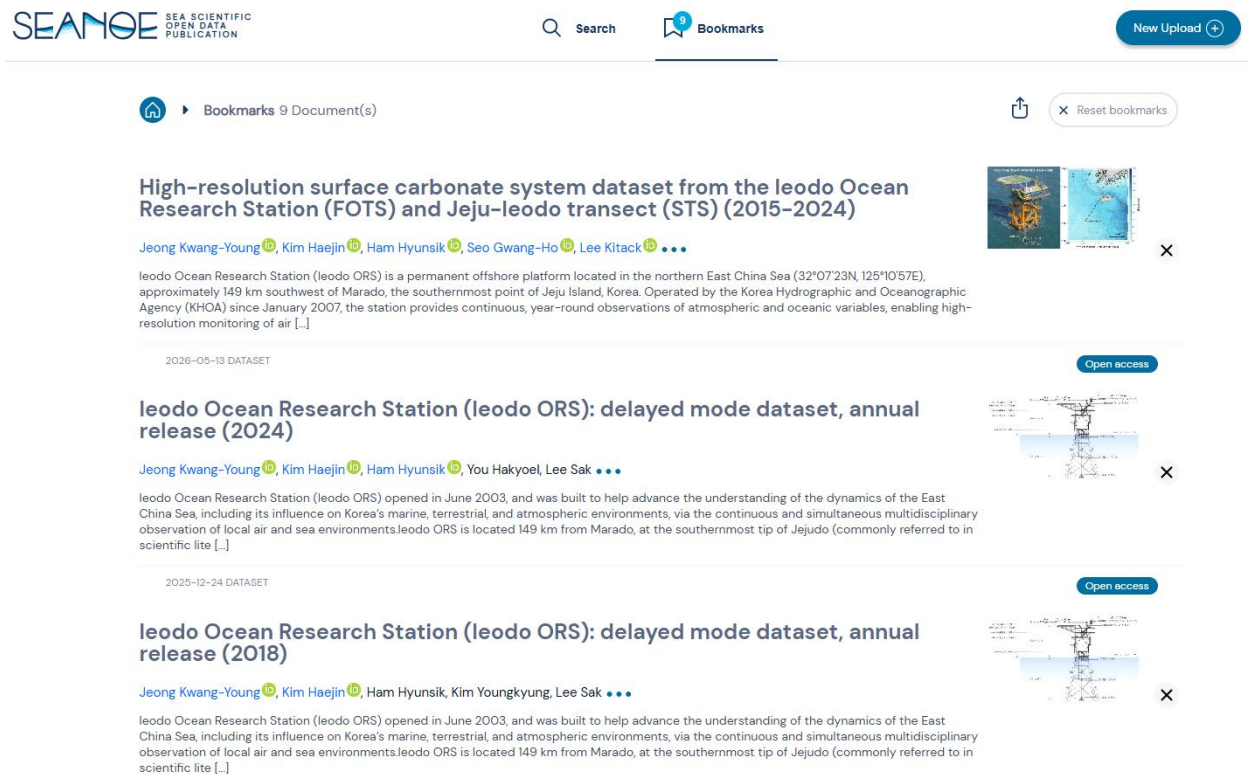 SEANOE SEA SCIENTIFIC
OPEN DATA
PUBLICATION
Search
9
Bookmarks
New Upload
Bookmarks 9 Document(s)
Reset bookmarks
High-resolution surface carbonate system dataset from the Ieodo Ocean
Research Station (FOTS) and Jeju-Ieodo transect (STS) (2015-2024)
Jeong Kwang-Young iD, Kim Haejin iD, Ham Hyunsik iD, Seo Gwang-Ho iD, Lee Kitack iD •••
Ieodo Ocean Research Station (Ieodo ORS) is a permanent offshore platform located in the northern East China Sea (32°07'23N, 125°10'57E),
approximately 149 km southwest of Marado, the southernmost point of Jeju Island, Korea. Operated by the Korea Hydrographic and Oceanographic
Agency (KHOA) since January 2007, the station provides continuous, year-round observations of atmospheric and oceanic variables, enabling high-
resolution monitoring of air [...]
2026-05-13 DATASET
Open access
Ieodo Ocean Research Station (Ieodo ORS): delayed mode dataset, annual
release (2024)
Jeong Kwang-Young iD, Kim Haejin iD, Ham Hyunsik iD, You Hakyoel, Lee Sak •••
Ieodo Ocean Research Station (Ieodo ORS) opened in June 2003, and was built to help advance the understanding of the dynamics of the East
China Sea, including its influence on Korea's marine, terrestrial, and atmospheric environments, via the continuous and simultaneous multidisciplinary
observation of local air and sea environments.Ieodo ORS is located 149 km from Marado, at the southernmost tip of Jejudo (commonly referred to in
scientific lite [...]
2025-12-24 DATASET
Open access
Ieodo Ocean Research Station (Ieodo ORS): delayed mode dataset, annual
release (2018)
Jeong Kwang-Young iD, Kim Haejin iD, Ham Hyunsik, Kim Youngkyung, Lee Sak •••
Ieodo Ocean Research Station (Ieodo ORS) opened in June 2003, and was built to help advance the understanding of the dynamics of the East
China Sea, including its influence on Korea's marine, terrestrial, and atmospheric environments, via the continuous and simultaneous multidisciplinary
observation of local air and sea environments.Ieodo ORS is located 149 km from Marado, at the southernmost tip of Jejudo (commonly referred to in
scientific lite [...]